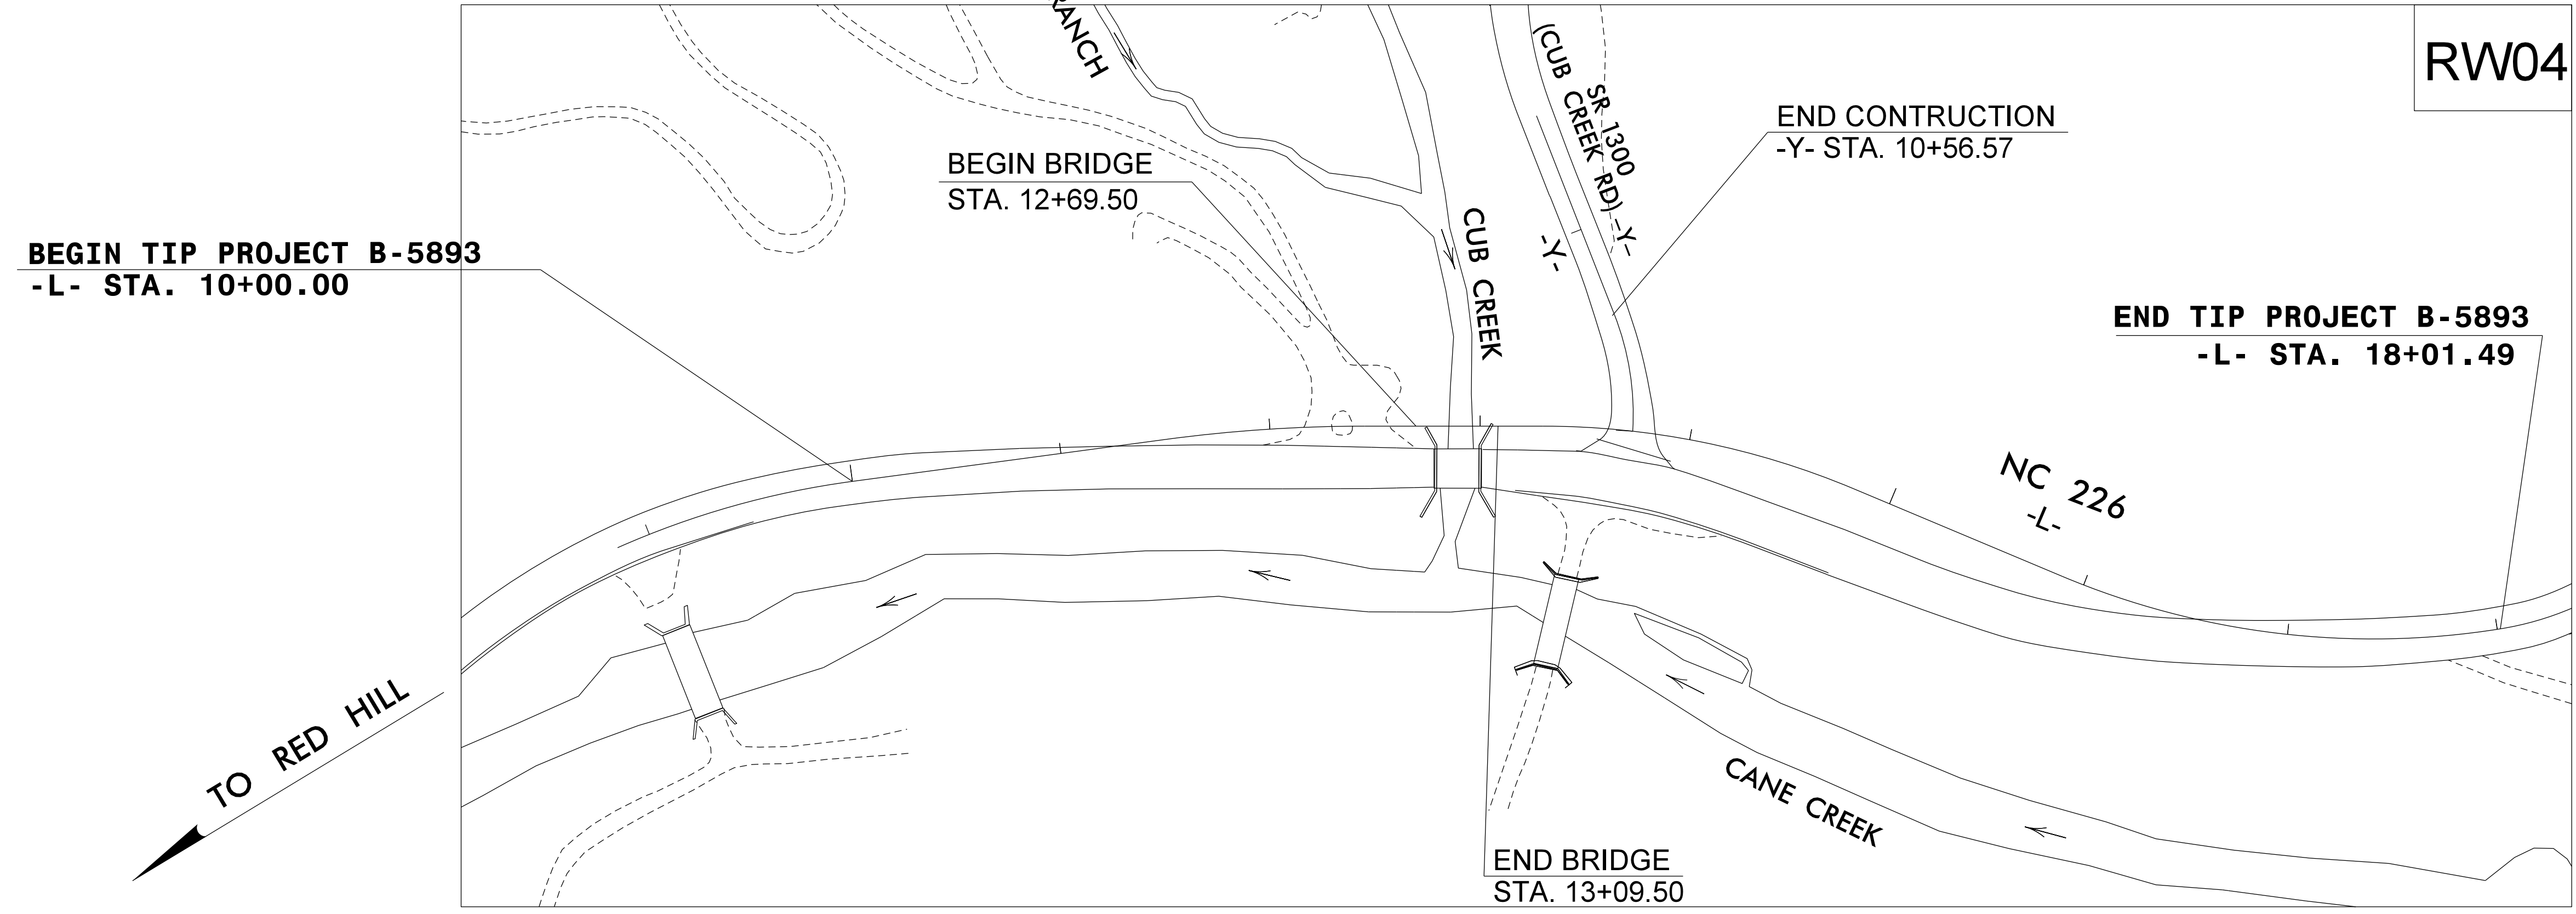 RANCH
RW04
(CUB CREEK RD) -Y-
SR 1300
END CONTRUCTION
-Y- STA. 10+56.57
BEGIN BRIDGE
STA. 12+69.50
CUB CREEK
-Y-
BEGIN TIP PROJECT B-5893
-L- STA. 10+00.00
END TIP PROJECT B-5893
-L- STA. 18+01.49
NC 226
-L-
TO RED HILL
CANE CREEK
END BRIDGE
STA. 13+09.50